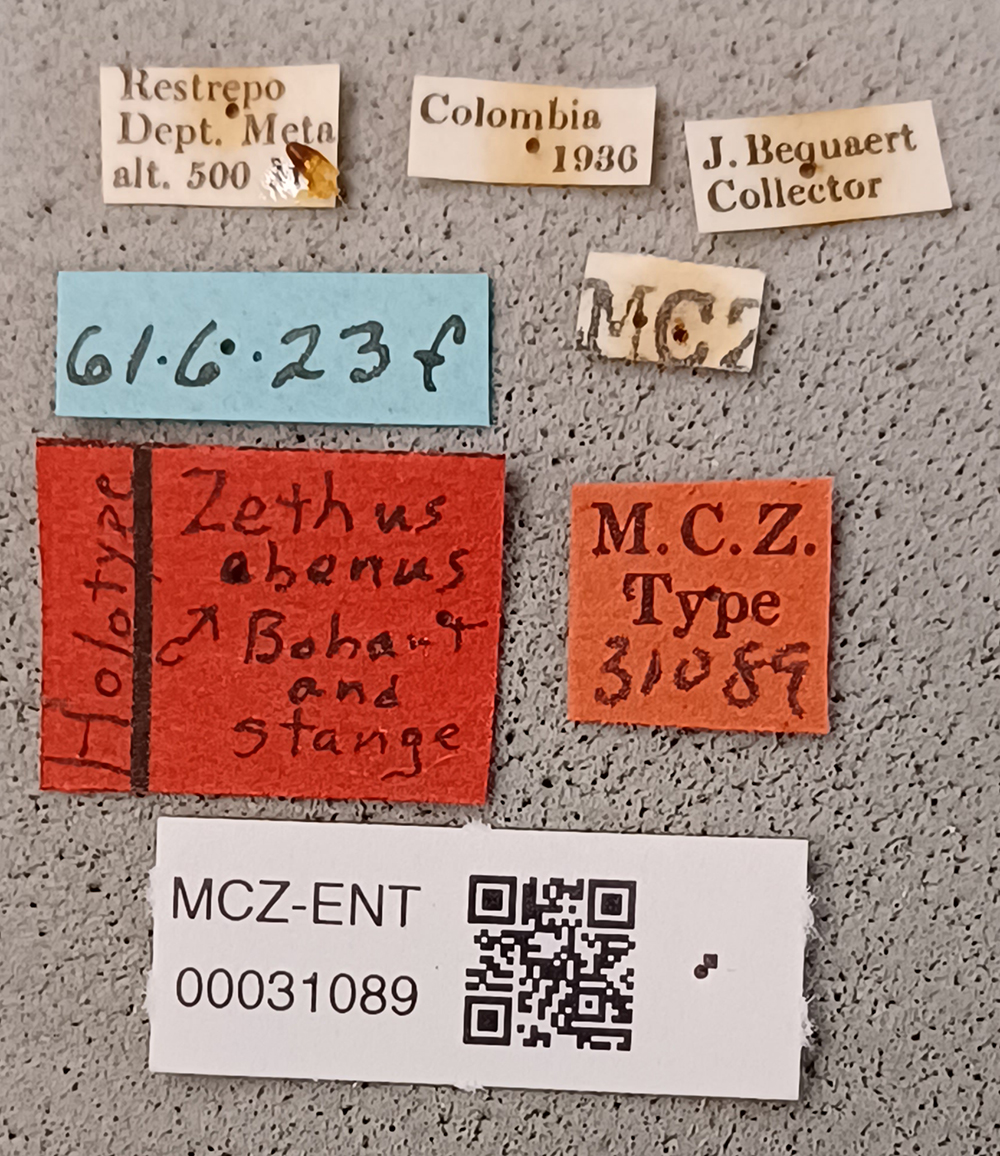 Restrepo
Dept. Meta
alt. 500
Colombia
1936
J. Bequaert
Collector
61·6·23 f
MCZ
Holotype
Zethus
abenus
♂ Bohart
and
stange
M.C.Z.
Type
31089
MCZ-ENT
00031089